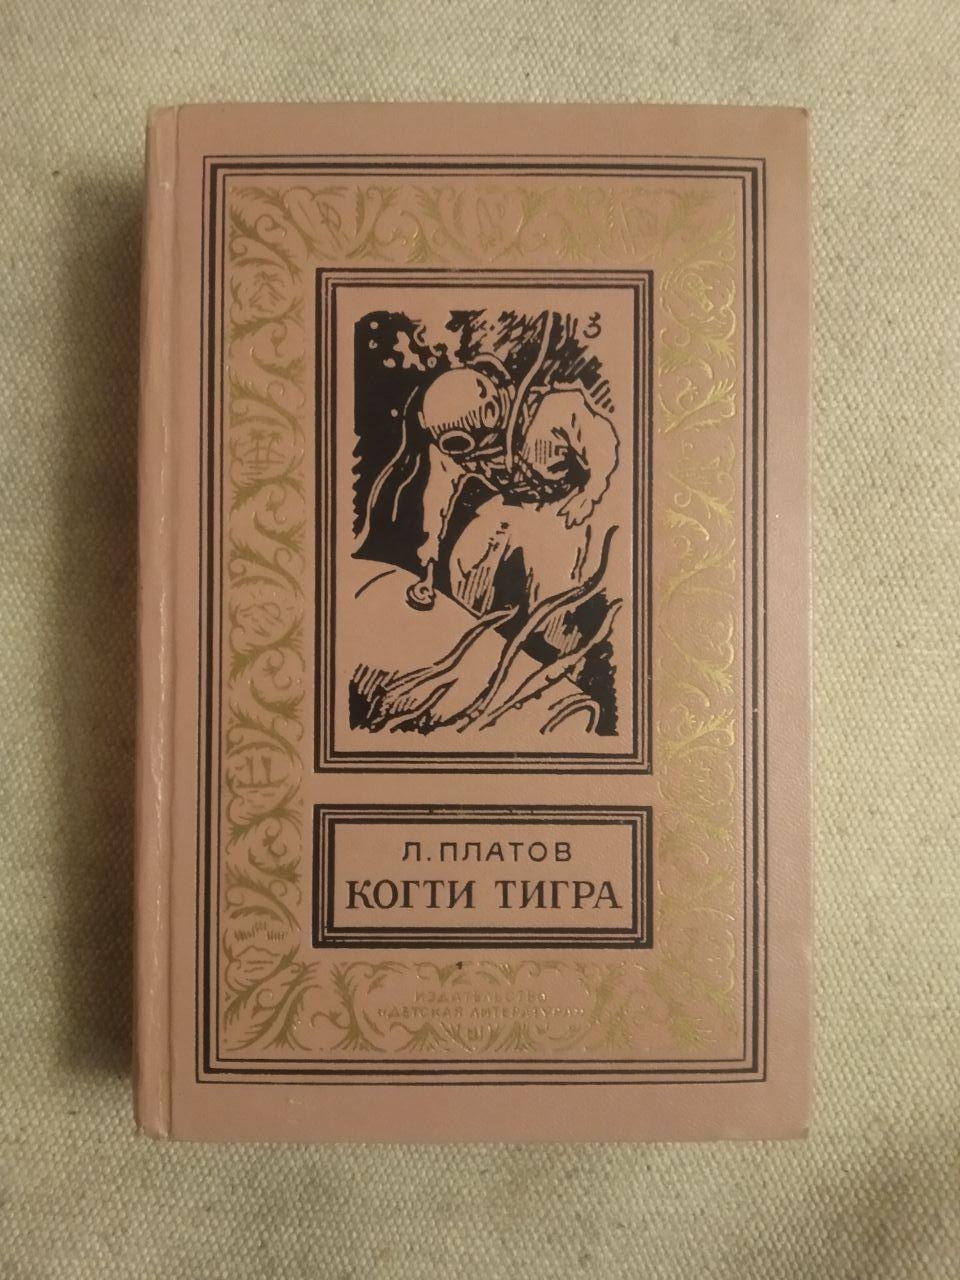 Л. ПЛАТОВ
КОГТИ ТИГРА
ИЗДАТЕЛЬСТВО
«ДЕТСКАЯ ЛИТЕРАТУРА»